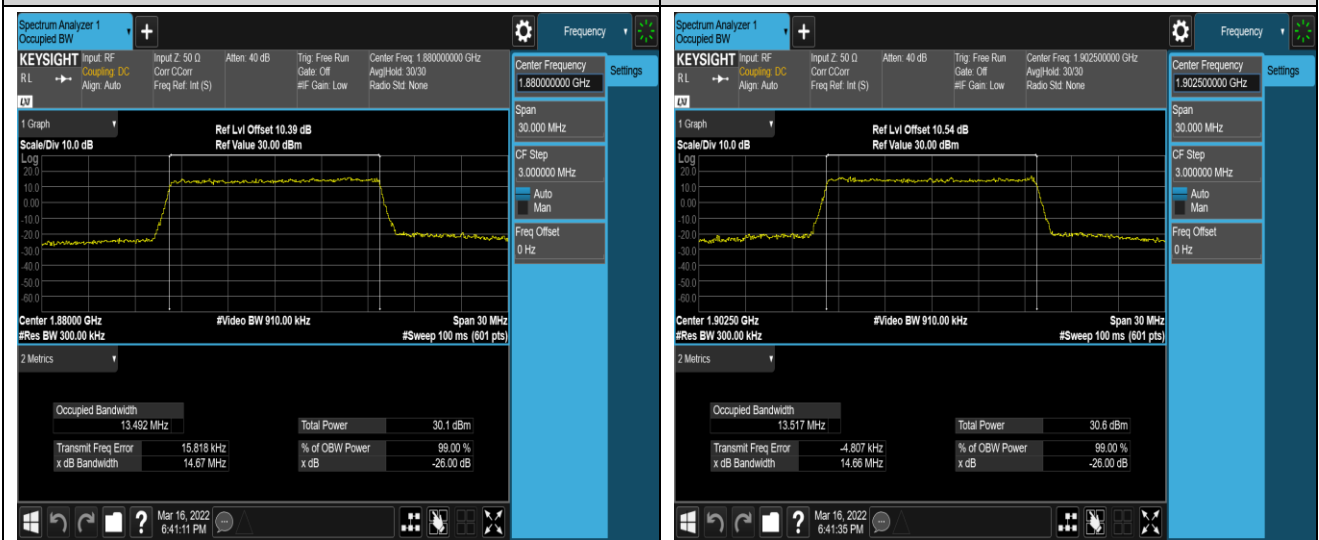 Spectrum Analyzer 1
Occupied BW
Frequency
KEYSIGHT Input: RF Input Z: 50 Ω Atten: 40 dB Trig: Free Run Center Freq: 1.880000000 GHz
R L Coupling: DC Corr CCorr Gate: Off Avg|Hold: 30/30
Align: Auto Freq Ref: Int (S) #IF Gain: Low Radio Std: None
LXI
Center Frequency
1.880000000 GHz
Settings
Span
30.000 MHz
CF Step
3.000000 MHz
Auto
Man
Freq Offset
0 Hz
1 Graph
Ref Lvl Offset 10.39 dB
Scale/Div 10.0 dB Ref Value 30.00 dBm
Log
20.0
10.0
0.00
-10.0
-20.0
-30.0
-40.0
-50.0
-60.0
Center 1.88000 GHz #Video BW 910.00 kHz Span 30 MHz
#Res BW 300.00 kHz #Sweep 100 ms (601 pts)
2 Metrics
Occupied Bandwidth
13.492 MHz Total Power 30.1 dBm
Transmit Freq Error 15.818 kHz % of OBW Power 99.00 %
x dB Bandwidth 14.67 MHz x dB -26.00 dB
Mar 16, 2022
6:41:11 PM
Spectrum Analyzer 1
Occupied BW
Frequency
KEYSIGHT Input: RF Input Z: 50 Ω Atten: 40 dB Trig: Free Run Center Freq: 1.902500000 GHz
R L Coupling: DC Corr CCorr Gate: Off Avg|Hold: 30/30
Align: Auto Freq Ref: Int (S) #IF Gain: Low Radio Std: None
LXI
Center Frequency
1.902500000 GHz
Settings
Span
30.000 MHz
CF Step
3.000000 MHz
Auto
Man
Freq Offset
0 Hz
1 Graph
Ref Lvl Offset 10.54 dB
Scale/Div 10.0 dB Ref Value 30.00 dBm
Log
20.0
10.0
0.00
-10.0
-20.0
-30.0
-40.0
-50.0
-60.0
Center 1.90250 GHz #Video BW 910.00 kHz Span 30 MHz
#Res BW 300.00 kHz #Sweep 100 ms (601 pts)
2 Metrics
Occupied Bandwidth
13.517 MHz Total Power 30.6 dBm
Transmit Freq Error -4.807 kHz % of OBW Power 99.00 %
x dB Bandwidth 14.66 MHz x dB -26.00 dB
Mar 16, 2022
6:41:35 PM